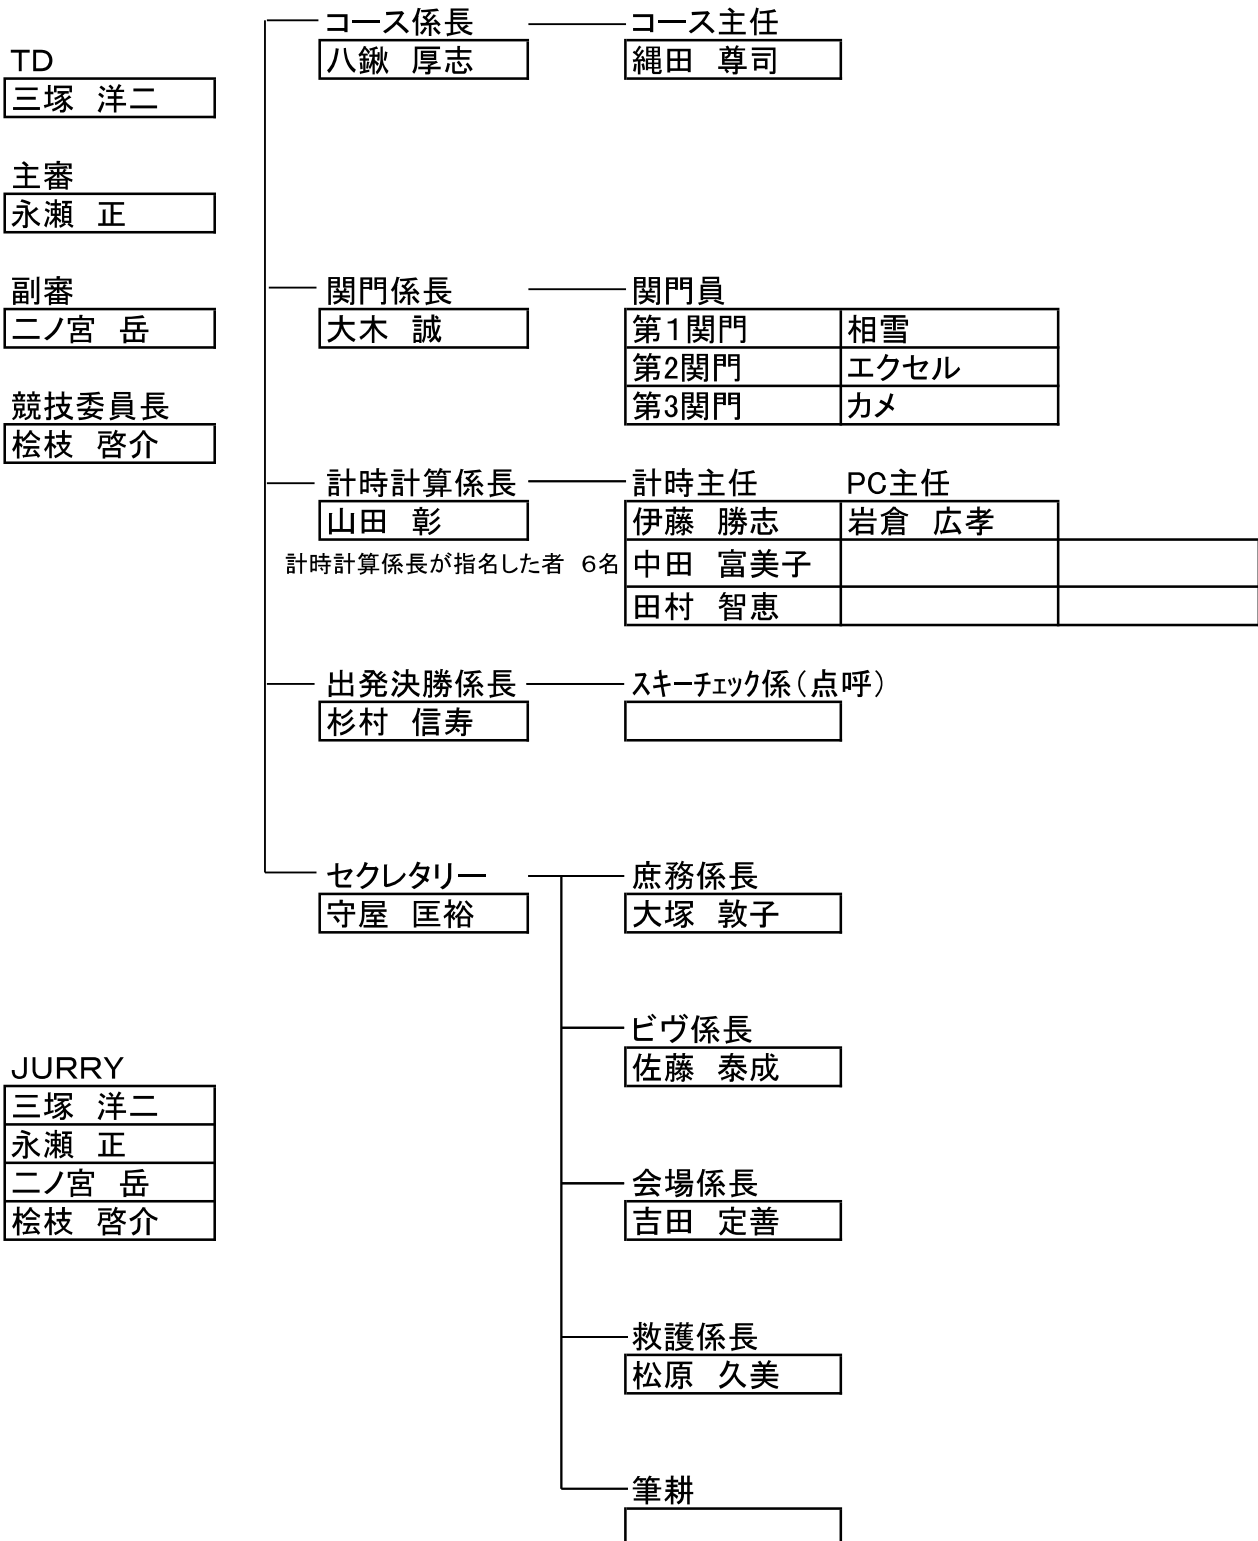 TD
三塚　洋二
主審
永瀬　正
副審
二ノ宮　岳
競技委員長
桧枝　啓介
JURRY
三塚　洋二
永瀬　正
二ノ宮　岳
桧枝　啓介
コース係長　コース主任
八鍬　厚志　縄田　尊司
関門係長　関門員
大木　誠　第１関門　相雪
第2関門　エクセル
第3関門　カメ
計時計算係長　計時主任　PC主任
山田　彰　伊藤　勝志　岩倉　広孝
計時計算係長が指名した者　６名　中田　富美子
田村　智恵
出発決勝係長　スキーチェック係（点呼）
杉村　信寿
セクレタリー　庶務係長
守屋　匡裕　大塚　敦子
ビヴ係長
佐藤　泰成
会場係長
吉田　定善
救護係長
松原　久美
筆耕